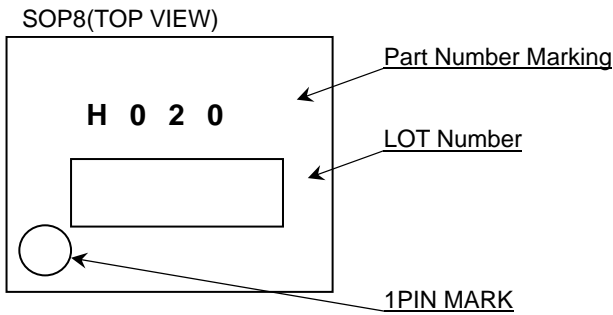 SOP8(TOP VIEW)
Part Number Marking
H 0 2 0
LOT Number
1PIN MARK